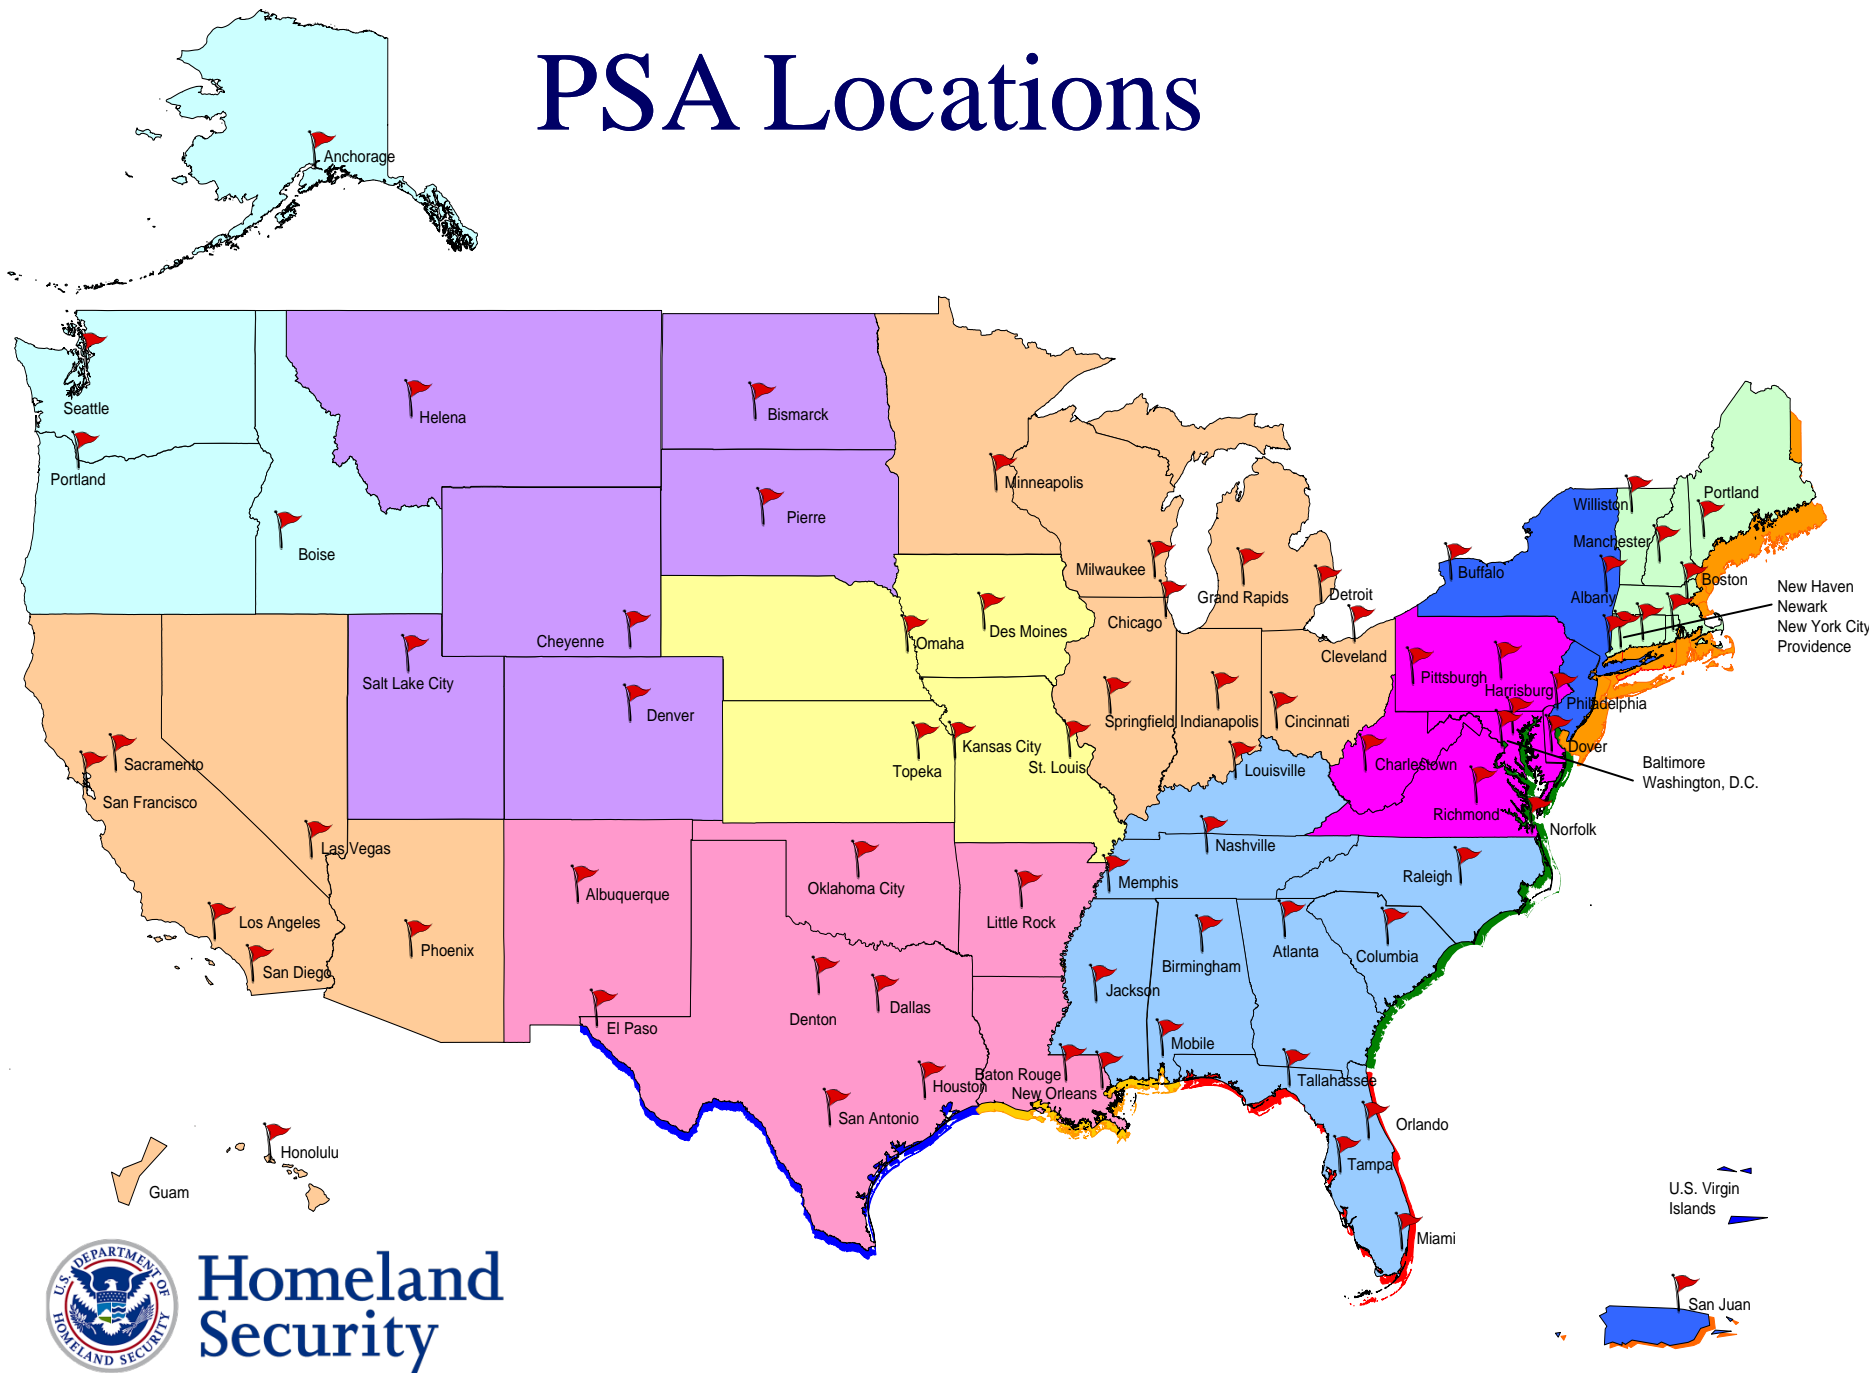 PSA Locations
Anchorage
Seattle
Portland
Boise
Helena
Bismarck
Pierre
Cheyenne
Salt Lake City
Denver
Minneapolis
Milwaukee
Chicago
Grand Rapids
Detroit
Cleveland
Omaha
Des Moines
Springfield
Indianapolis
Cincinnati
Topeka
Kansas City
St. Louis
Louisville
Williston
Portland
Manchester
Buffalo
Albany
Boston
New Haven
Newark
New York City
Providence
Pittsburgh
Harrisburg
Philadelphia
Dover
Baltimore
Washington, D.C.
Charlestown
Richmond
Norfolk
Sacramento
San Francisco
Las Vegas
Los Angeles
San Diego
Phoenix
Albuquerque
Oklahoma City
Little Rock
El Paso
Denton
Dallas
Houston
San Antonio
Baton Rouge
New Orleans
Nashville
Memphis
Raleigh
Jackson
Birmingham
Atlanta
Columbia
Mobile
Tallahassee
Orlando
Tampa
Miami
Honolulu
Guam
U.S. Virgin
Islands
San Juan
U.S. DEPARTMENT OF
HOMELAND SECURITY
Homeland
Security